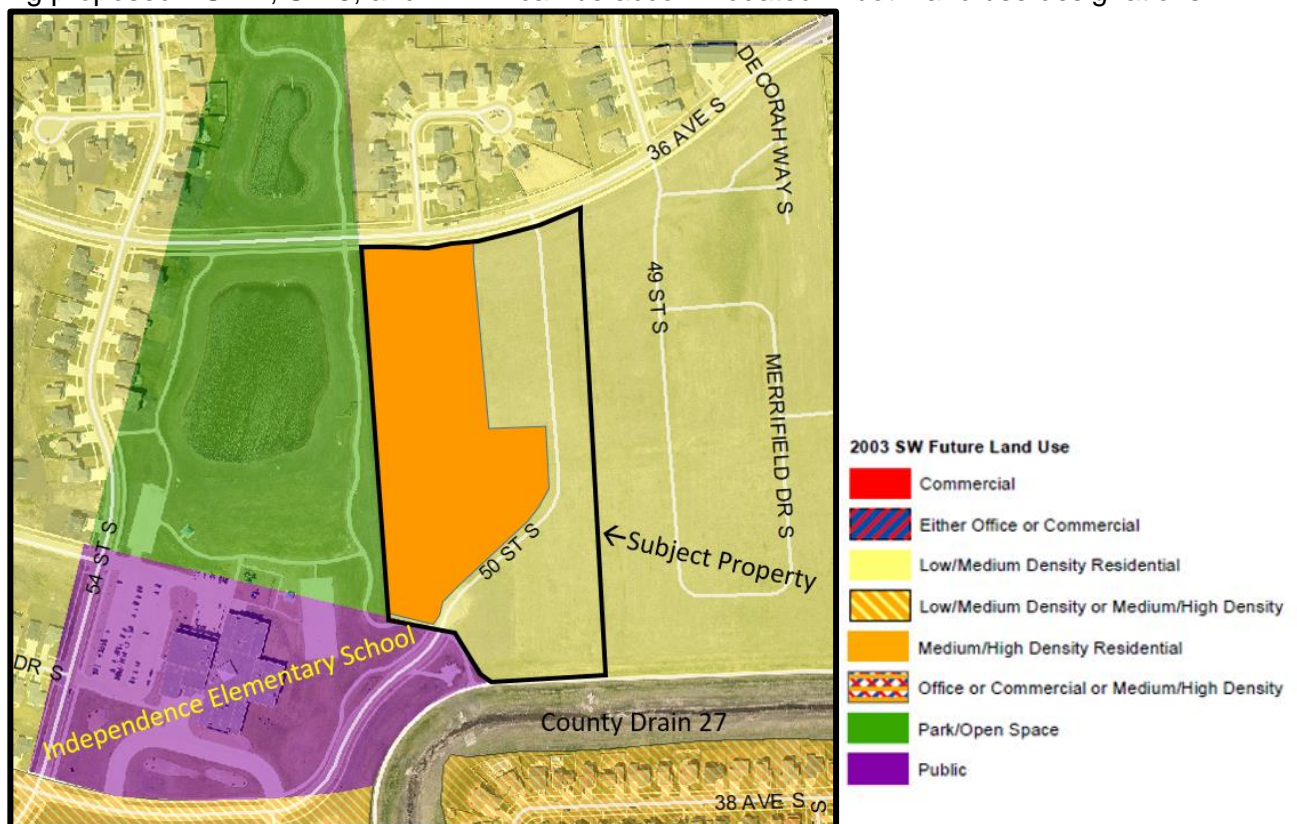 DECORAH WAY S
36 AVE S
49 ST S
MERRIFIELD DR S
50 ST S
←Subject Property
54 ST S
Independence Elementary School
DR S
County Drain 27
38 AVE S
S
2003 SW Future Land Use
Commercial
Either Office or Commercial
Low/Medium Density Residential
Low/Medium Density or Medium/High Density
Medium/High Density Residential
Office or Commercial or Medium/High Density
Park/Open Space
Public